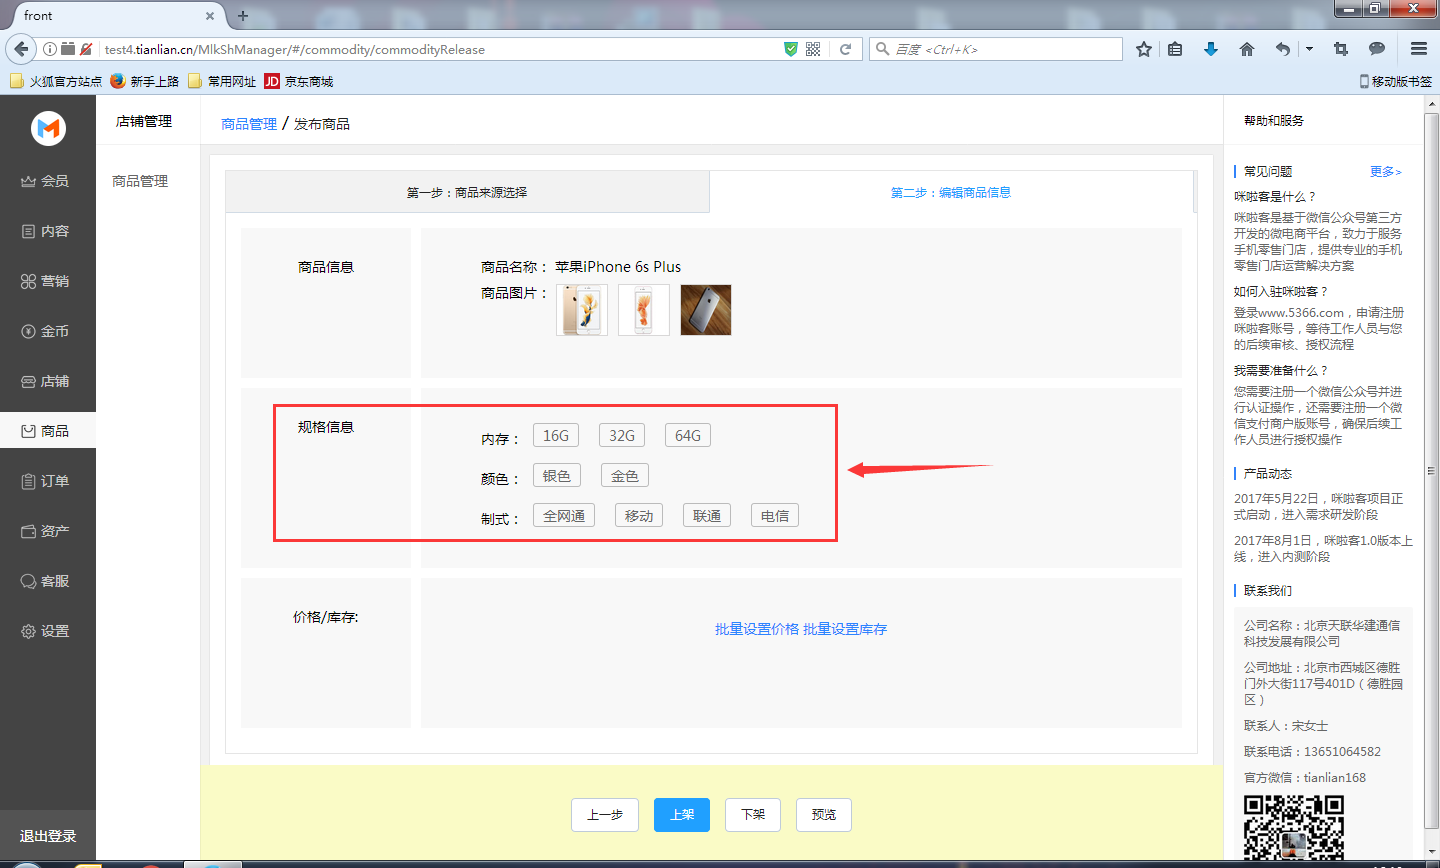 front
test4.tianlian.cn/MlkShManager/#/commodity/commodityRelease
百度 <Ctrl+K>
火狐官方站点
新手上路
常用网址
JD 京东商城
移动版书签
会员
内容
营销
金币
店铺
商品
订单
资产
客服
设置
退出登录
店铺管理
商品管理
商品管理 / 发布商品
第一步：商品来源选择
第二步：编辑商品信息
商品信息
商品名称： 苹果iPhone 6s Plus
商品图片：
规格信息
内存： 16G 32G 64G
颜色： 银色 金色
制式： 全网通 移动 联通 电信
价格/库存:
批量设置价格 批量设置库存
上一步
上架
下架
预览
帮助和服务
常见问题 更多>
咪啦客是什么？
咪啦客是基于微信公众号第三方
开发的微电商平台，致力于服务
手机零售门店，提供专业的手机
零售门店运营解决方案
如何入驻咪啦客？
登录www.5366.com，申请注册
咪啦客账号，等待工作人员与您
的后续审核、授权流程
我需要准备什么？
您需要注册一个微信公众号并进
行认证操作，还需要注册一个微
信支付商户版账号，确保后续工
作人员进行授权操作
产品动态
2017年5月22日，咪啦客项目正
式启动，进入需求研发阶段
2017年8月1日，咪啦客1.0版本上
线，进入内测阶段
联系我们
公司名称：北京天联华建通信
科技发展有限公司
公司地址：北京市西城区德胜
门外大街117号401D（德胜园
区）
联系人：宋女士
联系电话：13651064582
官方微信：tianlian168